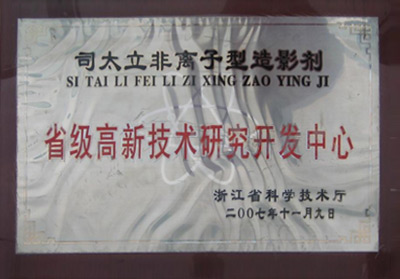 司太立非离子型造影剂
SI TAI LI FEI LI ZI XING ZAO YING JI
省级高新技术研究开发中心
浙江省科学技术厅
二00七年十一月九日